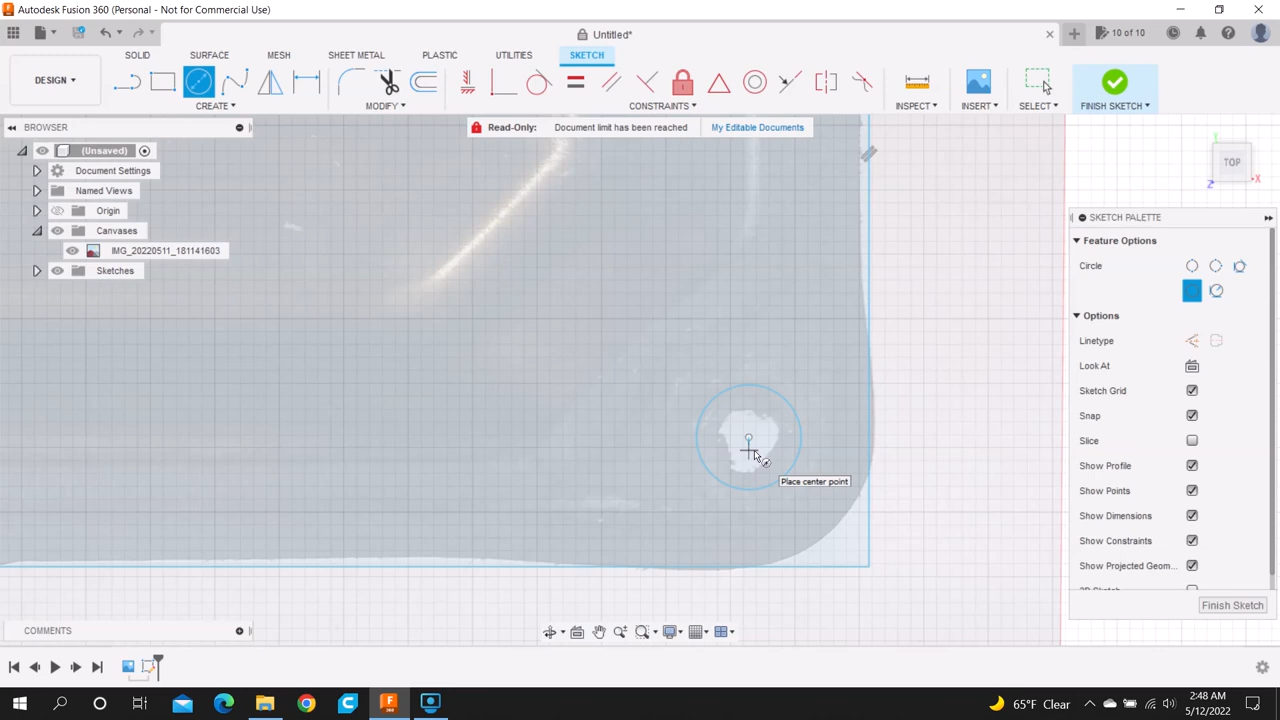 Autodesk Fusion 360 (Personal - Not for Commercial Use)
Untitled*
10 of 10
DESIGN
SOLID
SURFACE
MESH
SHEET METAL
PLASTIC
UTILITIES
SKETCH
CREATE
MODIFY
CONSTRAINTS
INSPECT
INSERT
SELECT
FINISH SKETCH
BROWSER
Read-Only: Document limit has been reached
My Editable Documents
(Unsaved)
Document Settings
Named Views
Origin
Canvases
IMG_20220511_181141603
Sketches
Y
TOP
X
Z
SKETCH PALETTE
Feature Options
Circle
Options
Linetype
Look At
Sketch Grid
Snap
Slice
Show Profile
Show Points
Show Dimensions
Show Constraints
Show Projected Geom...
Finish Sketch
Place center point
COMMENTS
65°F Clear
2:48 AM
5/12/2022